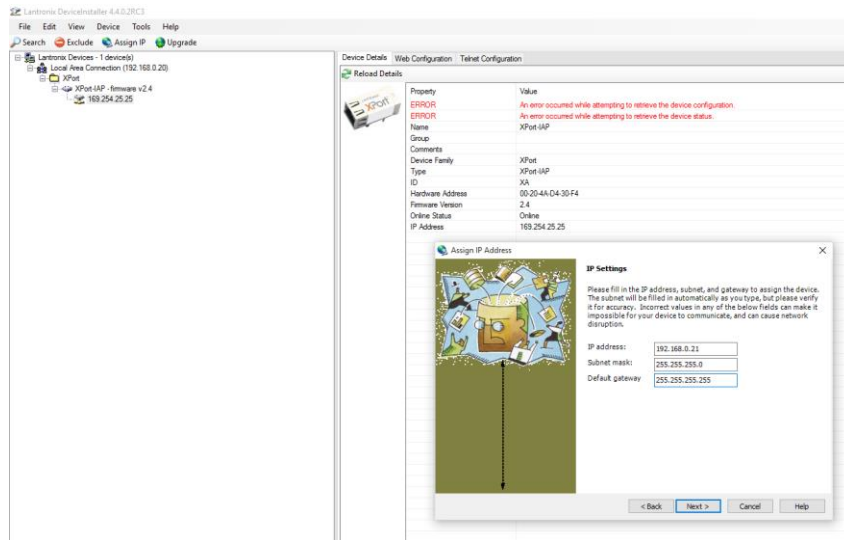 Lantronix DeviceInstaller 4.4.0.2RC3
File Edit View Device Tools Help
Search Exclude Assign IP Upgrade
Lantronix Devices - 1 device(s)
Local Area Connection (192.168.0.20)
XPort
XPort-IAP - firmware v2.4
169.254.25.25
Device Details Web Configuration Telnet Configuration
Reload Details
XPort
Property Value
ERROR An error occurred while attempting to retrieve the device configuration.
ERROR An error occurred while attempting to retrieve the device status.
Name XPort-IAP
Group
Comments
Device Family XPort
Type XPort-IAP
ID XA
Hardware Address 00-20-4A-D4-30-F4
Firmware Version 2.4
Online Status Online
IP Address 169.254.25.25
Assign IP Address
IP Settings
Please fill in the IP address, subnet, and gateway to assign the device.
The subnet will be filled in automatically as you type, but please verify
it for accuracy. Incorrect values in any of the below fields can make it
impossible for your device to communicate, and can cause network
disruption.
IP address: 192.168.0.21
Subnet mask: 255.255.255.0
Default gateway 255.255.255.255
< Back Next > Cancel Help